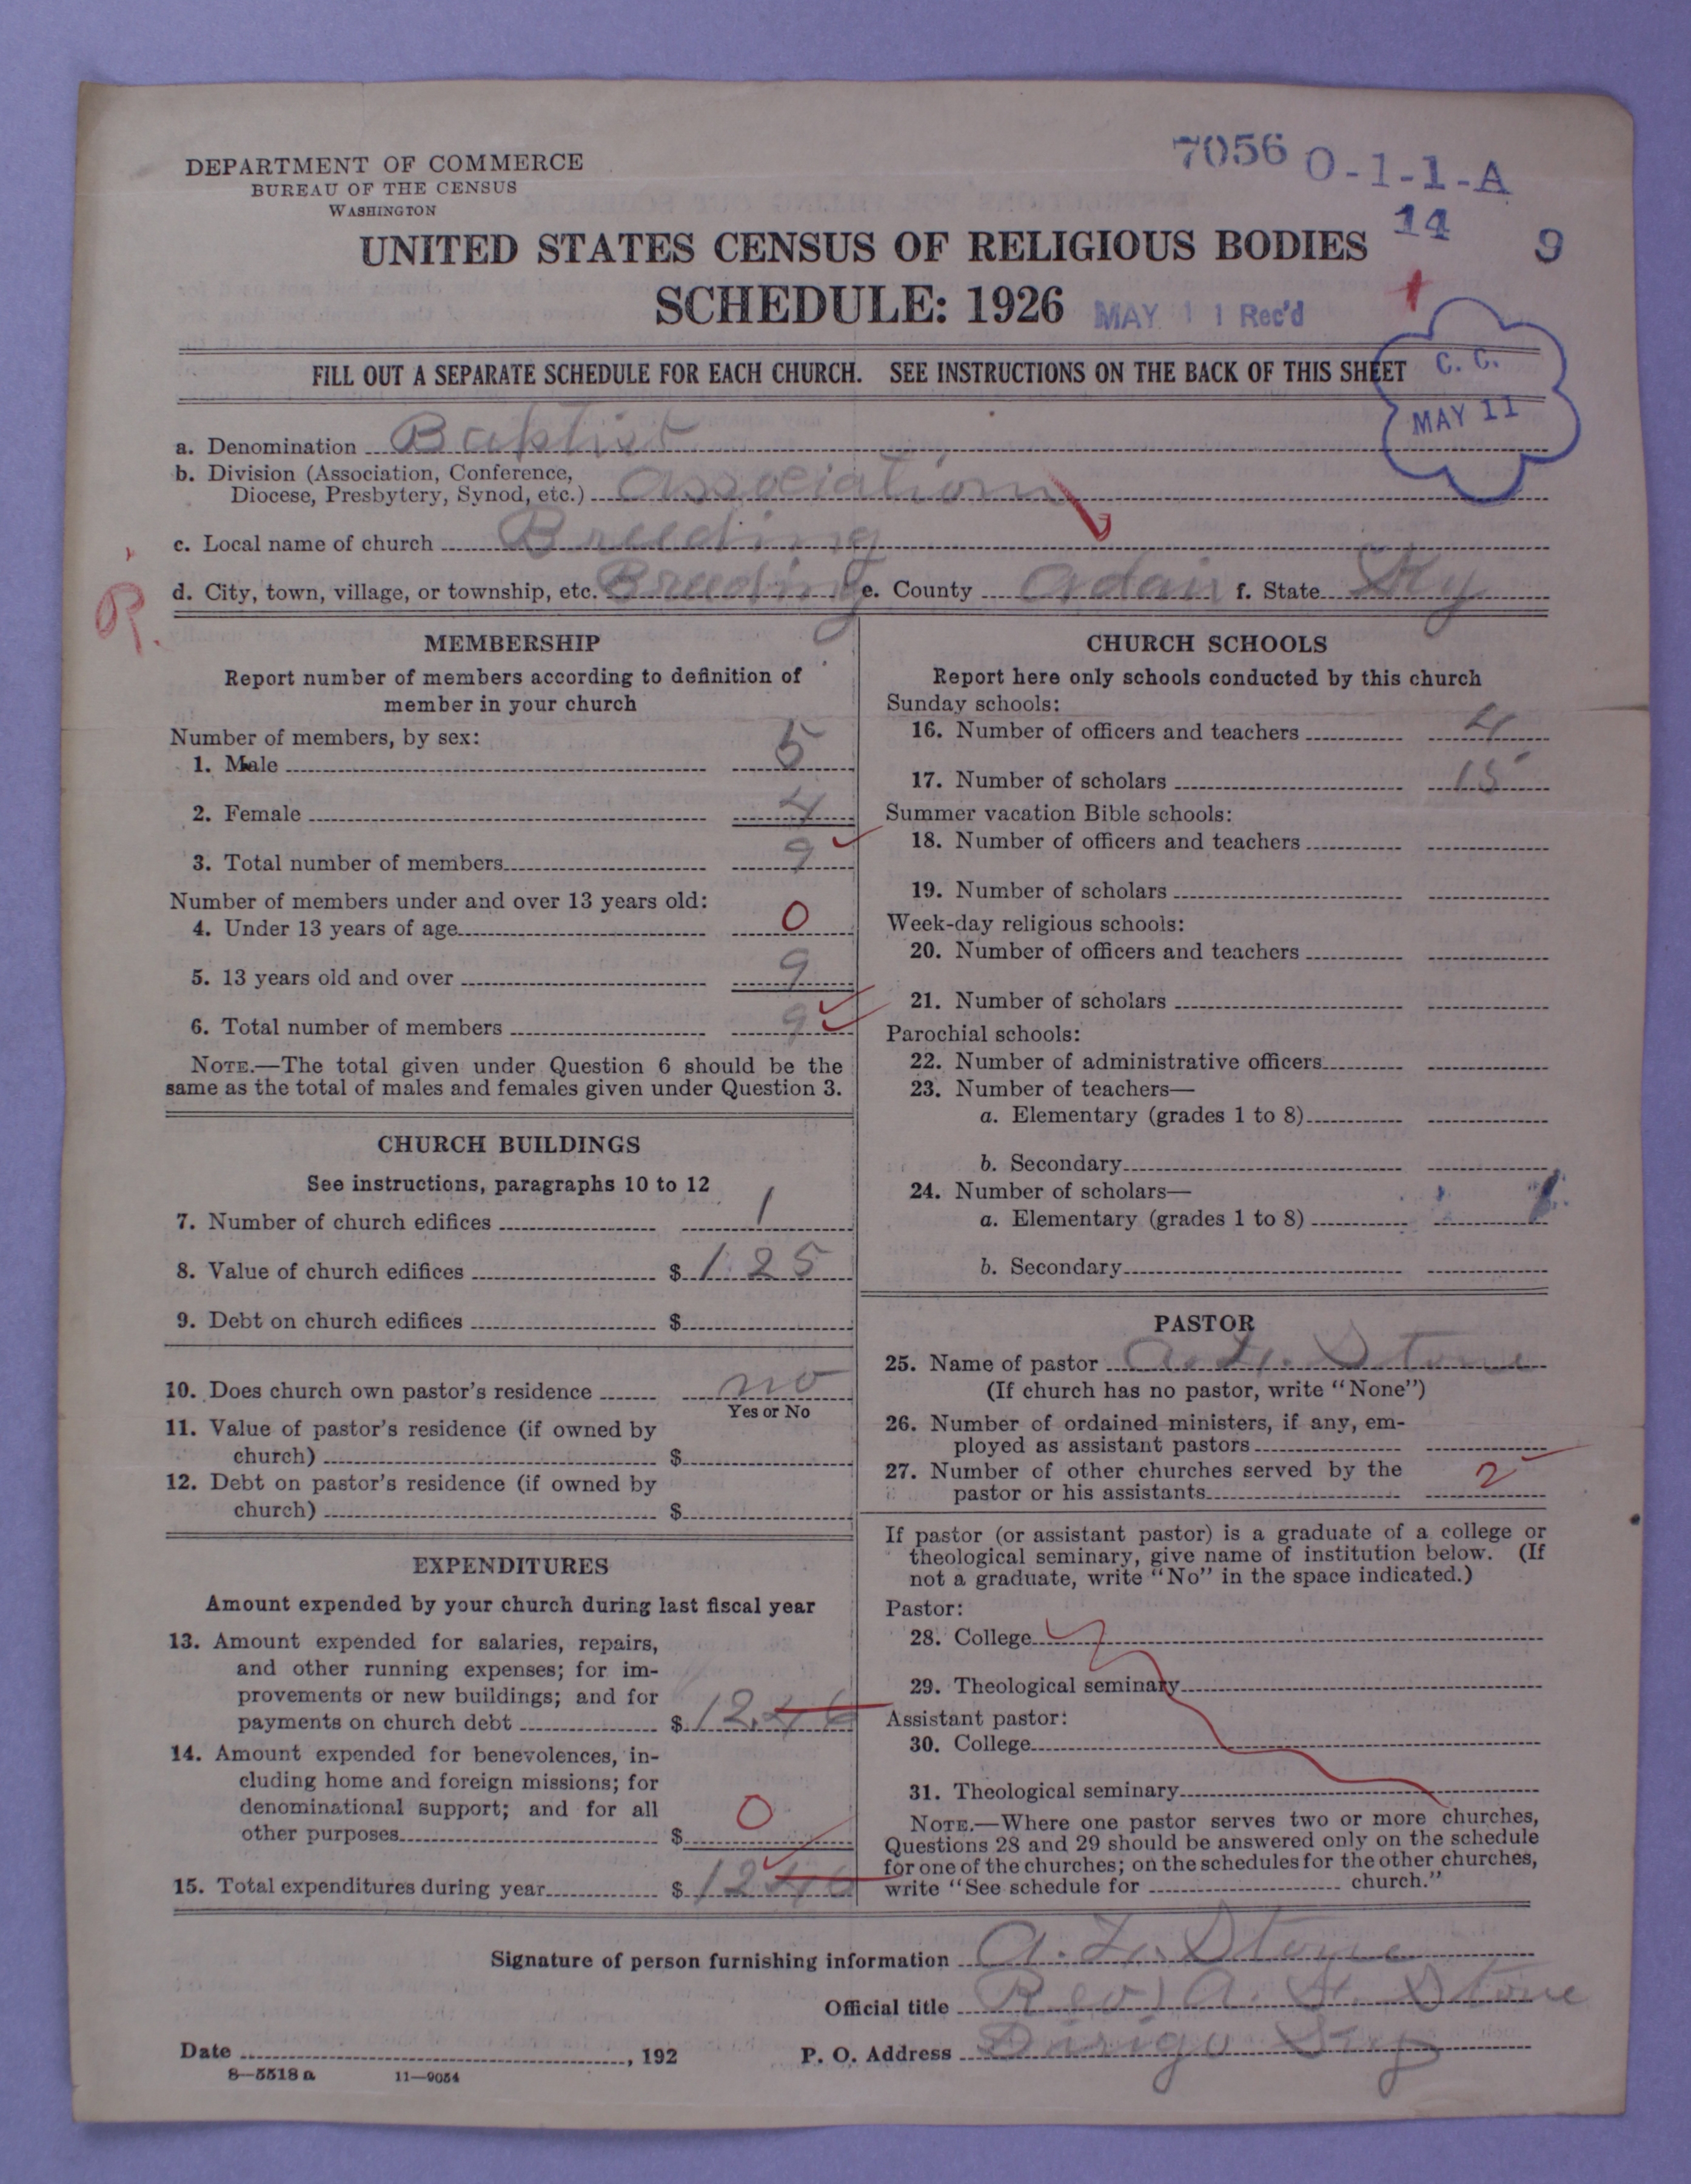 DEPARTMENT OF COMMERCE
BUREAU OF THE CENSUS
WASHINGTON
7056 0-1-1-A
14 9
UNITED STATES CENSUS OF RELIGIOUS BODIES
SCHEDULE: 1926 MAY 11 Rec'd
FILL OUT A SEPARATE SCHEDULE FOR EACH CHURCH. SEE INSTRUCTIONS ON THE BACK OF THIS SHEET
C. C.
MAY 11
a. Denomination Baptist
b. Division (Association, Conference,
Diocese, Presbytery, Synod, etc.) Association
c. Local name of church Breeding
d. City, town, village, or township, etc. Breeding e. County Adair f. State Ky
R.
MEMBERSHIP
Report number of members according to definition of
member in your church
Number of members, by sex:
1. Male 5
2. Female 4
3. Total number of members 9
Number of members under and over 13 years old:
4. Under 13 years of age 0
5. 13 years old and over 9
6. Total number of members 9
NOTE.—The total given under Question 6 should be the
same as the total of males and females given under Question 3.
CHURCH BUILDINGS
See instructions, paragraphs 10 to 12
7. Number of church edifices 1
8. Value of church edifices $ 125
9. Debt on church edifices $
10. Does church own pastor's residence no
Yes or No
11. Value of pastor's residence (if owned by
church) $
12. Debt on pastor's residence (if owned by
church) $
EXPENDITURES
Amount expended by your church during last fiscal year
13. Amount expended for salaries, repairs,
and other running expenses; for im-
provements or new buildings; and for
payments on church debt $ 12.46
14. Amount expended for benevolences, in-
cluding home and foreign missions; for
denominational support; and for all
other purposes $ 0
15. Total expenditures during year $ 1246
CHURCH SCHOOLS
Report here only schools conducted by this church
Sunday schools:
16. Number of officers and teachers 4
17. Number of scholars 15
Summer vacation Bible schools:
18. Number of officers and teachers
19. Number of scholars
Week-day religious schools:
20. Number of officers and teachers
21. Number of scholars
Parochial schools:
22. Number of administrative officers
23. Number of teachers—
a. Elementary (grades 1 to 8)
b. Secondary
24. Number of scholars—
a. Elementary (grades 1 to 8)
b. Secondary
PASTOR
25. Name of pastor A. L. Stone
(If church has no pastor, write "None")
26. Number of ordained ministers, if any, em-
ployed as assistant pastors
27. Number of other churches served by the
pastor or his assistants 2
If pastor (or assistant pastor) is a graduate of a college or
theological seminary, give name of institution below. (If
not a graduate, write "No" in the space indicated.)
Pastor:
28. College
29. Theological seminary
Assistant pastor:
30. College
31. Theological seminary
NOTE.—Where one pastor serves two or more churches,
Questions 28 and 29 should be answered only on the schedule
for one of the churches; on the schedules for the other churches,
write "See schedule for church."
Signature of person furnishing information A. L. Stone
Official title Rev A. L. Stone
Date , 192 P. O. Address Dirigo Ky
8—5518 a 11—9054